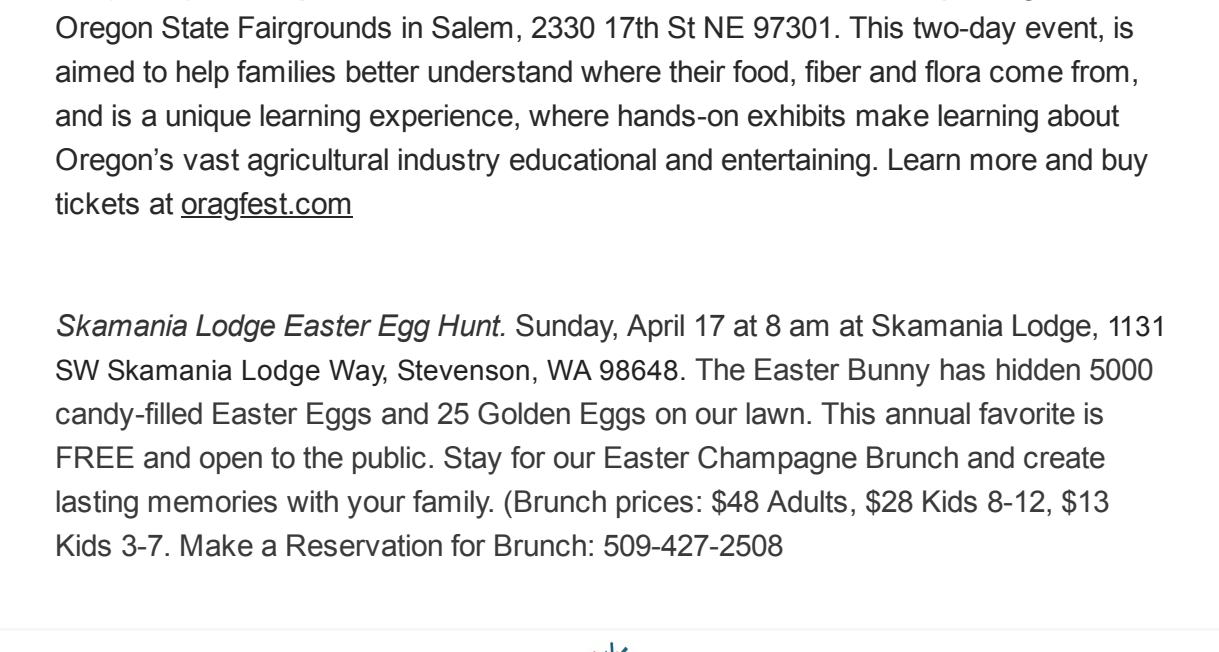 Oregon State Fairgrounds in Salem, 2330 17th St NE 97301. This two-day event, is
aimed to help families better understand where their food, fiber and flora come from,
and is a unique learning experience, where hands-on exhibits make learning about
Oregon’s vast agricultural industry educational and entertaining. Learn more and buy
tickets at oragfest.com
Skamania Lodge Easter Egg Hunt. Sunday, April 17 at 8 am at Skamania Lodge, 1131
SW Skamania Lodge Way, Stevenson, WA 98648. The Easter Bunny has hidden 5000
candy-filled Easter Eggs and 25 Golden Eggs on our lawn. This annual favorite is
FREE and open to the public. Stay for our Easter Champagne Brunch and create
lasting memories with your family. (Brunch prices: $48 Adults, $28 Kids 8-12, $13
Kids 3-7. Make a Reservation for Brunch: 509-427-2508